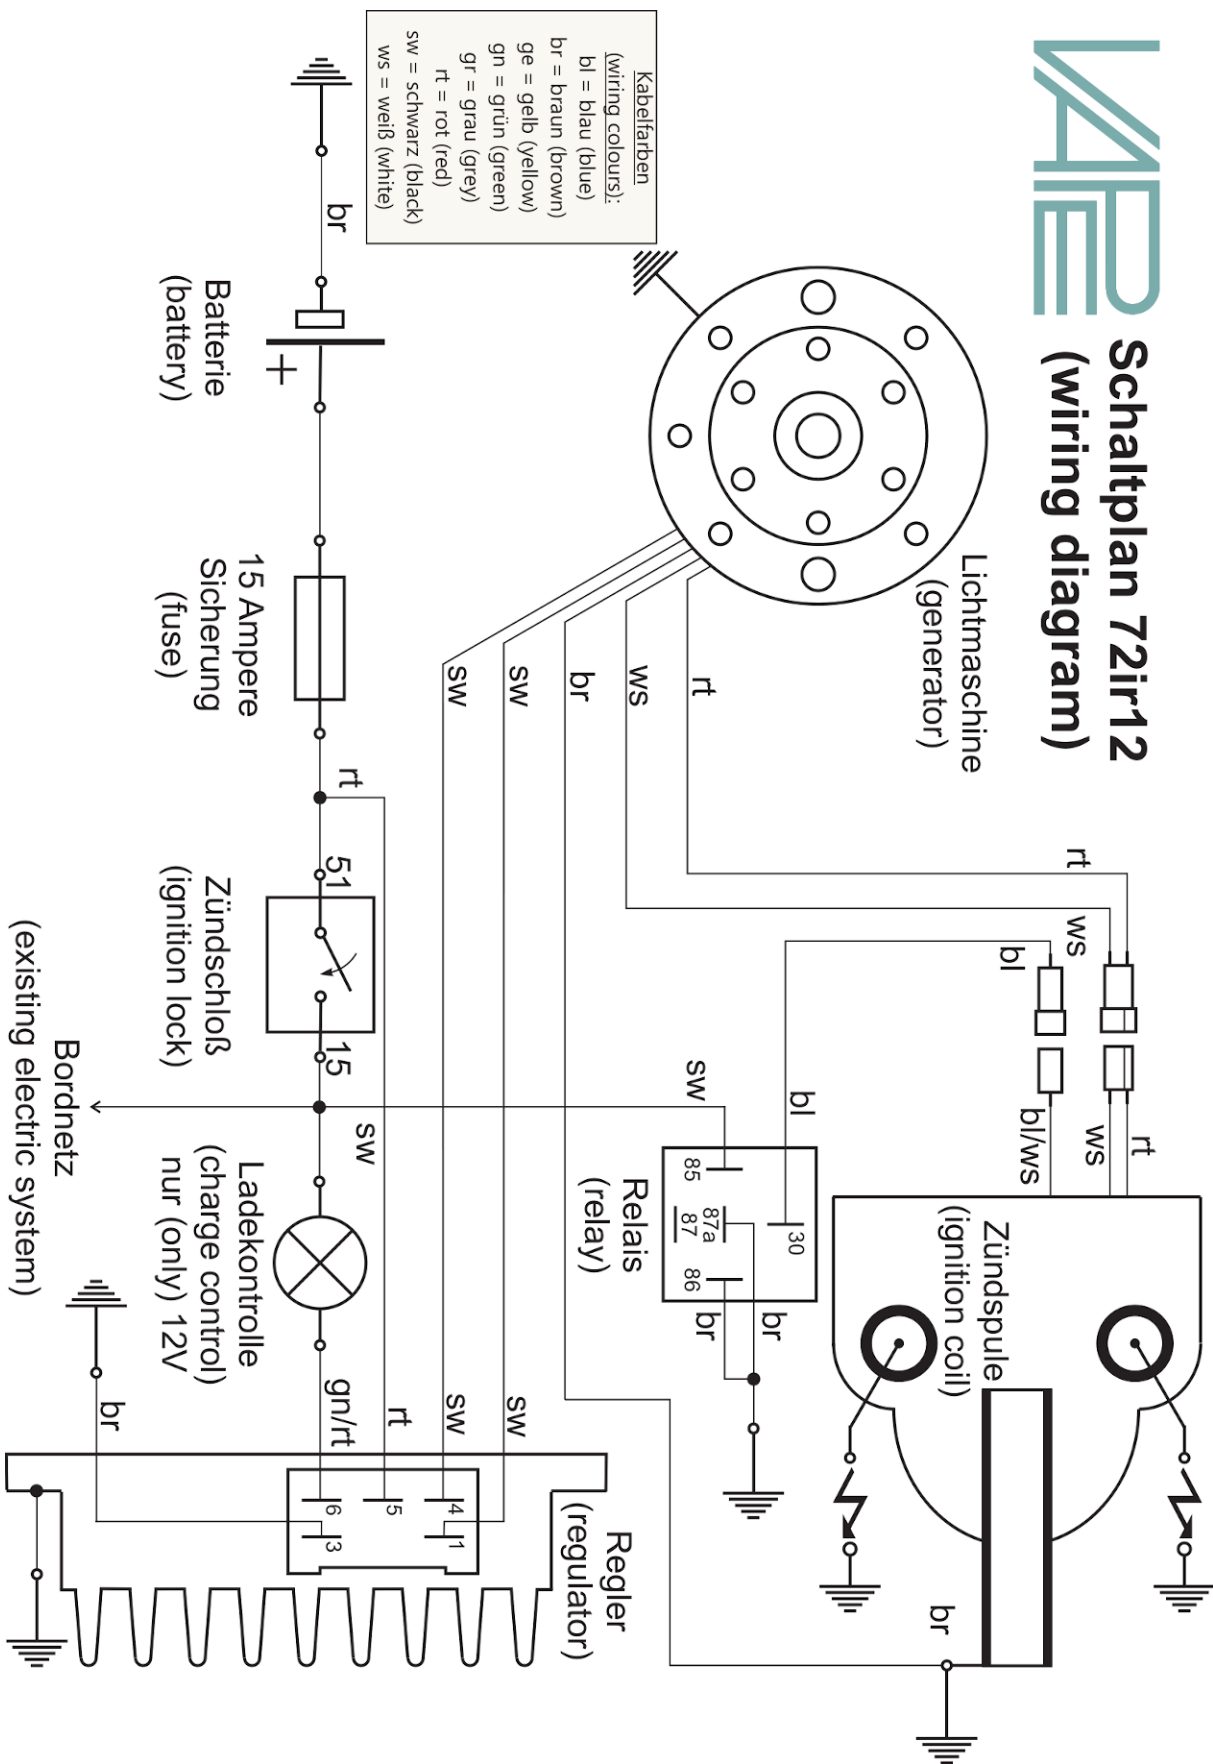 VAPE
Schaltplan 72ir12
(wiring diagram)
Kabelfarben
(wiring colours):
bl = blau (blue)
br = braun (brown)
ge = gelb (yellow)
gn = grün (green)
gr = grau (grey)
rt = rot (red)
sw = schwarz (black)
ws = weiß (white)
Lichtmaschine
(generator)
rt
ws
br
sw
sw
rt
ws
bl
bl
rt
ws
bl/ws
Zündspule
(ignition coil)
br
sw
85
87a
87
30
86
Relais
(relay)
br
br
br
Batterie
(battery)
+
15 Ampere
Sicherung
(fuse)
rt
51
15
Zündschloß
(ignition lock)
sw
Bordnetz
(existing electric system)
Ladekontrolle
(charge control)
nur (only) 12V
gn/rt
rt
sw
sw
br
4
1
5
6
3
Regler
(regulator)